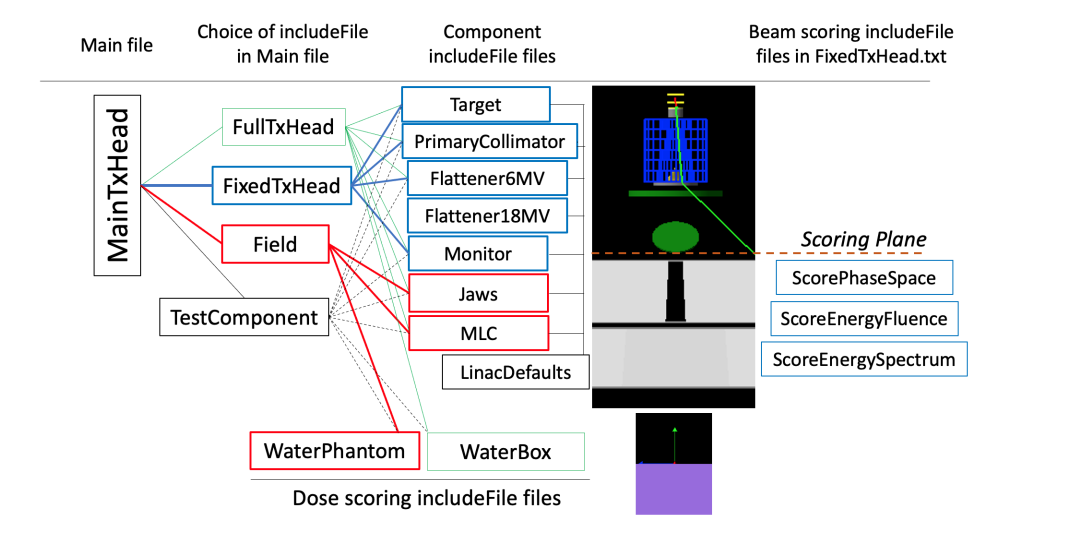 Main file
Choice of includeFile
in Main file
Component
includeFile files
Beam scoring includeFile
files in FixedTxHead.txt
MainTxHead
FullTxHead
FixedTxHead
Field
TestComponent
Target
PrimaryCollimator
Flattener6MV
Flattener18MV
Monitor
Jaws
MLC
LinacDefaults
Scoring Plane
ScorePhaseSpace
ScoreEnergyFluence
ScoreEnergySpectrum
WaterPhantom
WaterBox
Dose scoring includeFile files